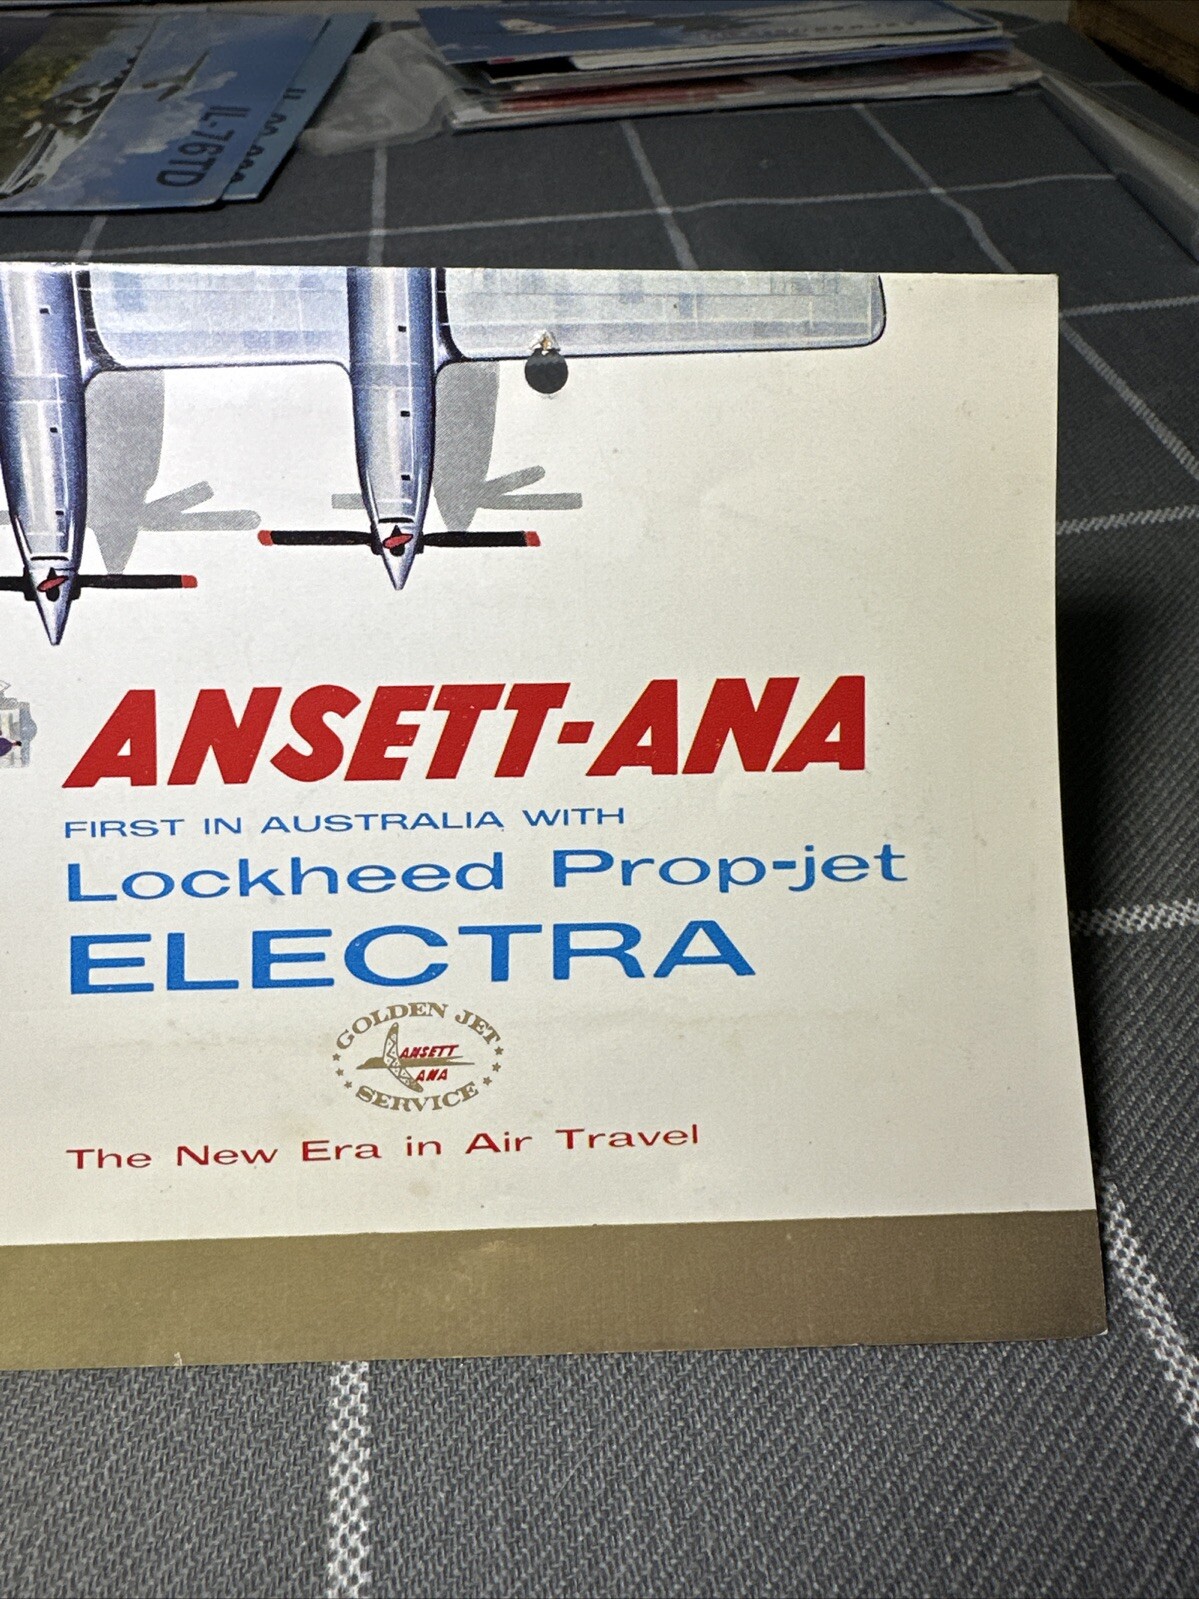 IL-76TD
ANSETT-ANA
FIRST IN AUSTRALIA WITH
Lockheed Prop-jet
ELECTRA
GOLDEN JET
ANSETT
ANA
SERVICE
The New Era in Air Travel